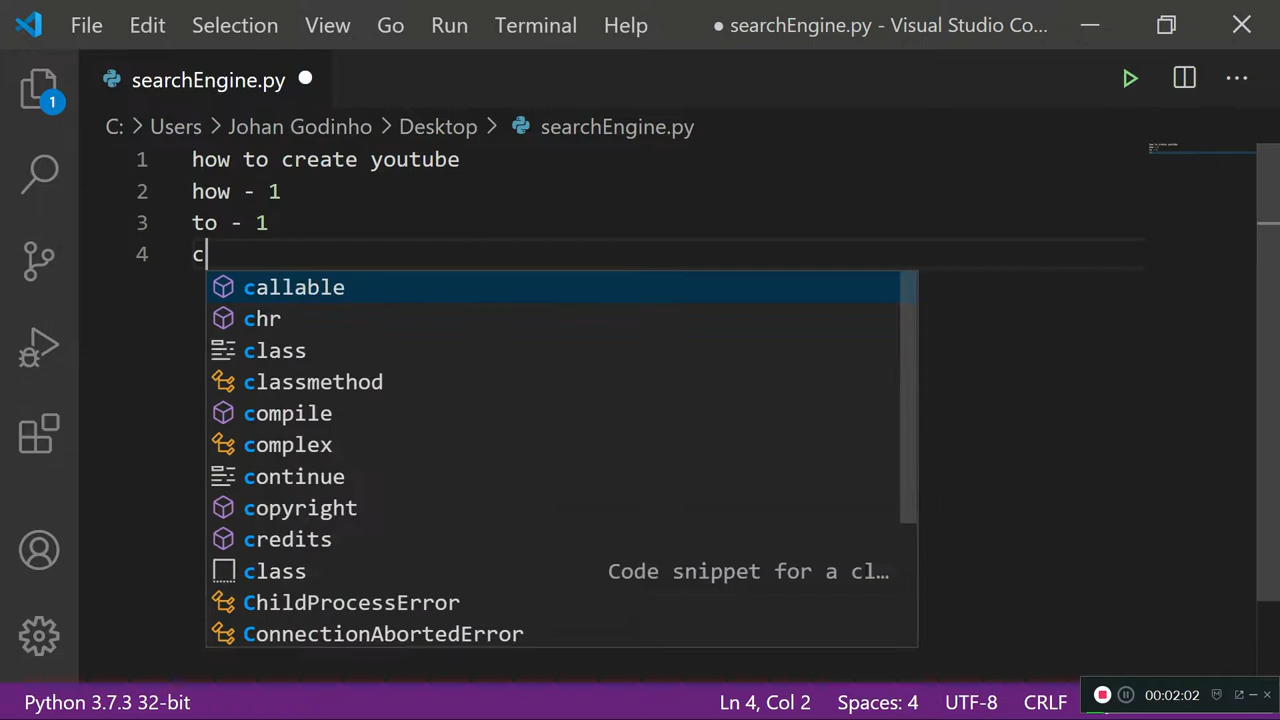 File Edit Selection View Go Run Terminal Help ● searchEngine.py - Visual Studio Co...
searchEngine.py
C: > Users > Johan Godinho > Desktop > searchEngine.py
1 how to create youtube
2 how - 1
3 to - 1
4 c
callable
chr
class
classmethod
compile
complex
continue
copyright
credits
class Code snippet for a cl...
ChildProcessError
ConnectionAbortedError
1
Python 3.7.3 32-bit Ln 4, Col 2 Spaces: 4 UTF-8 CRLF
00:02:02